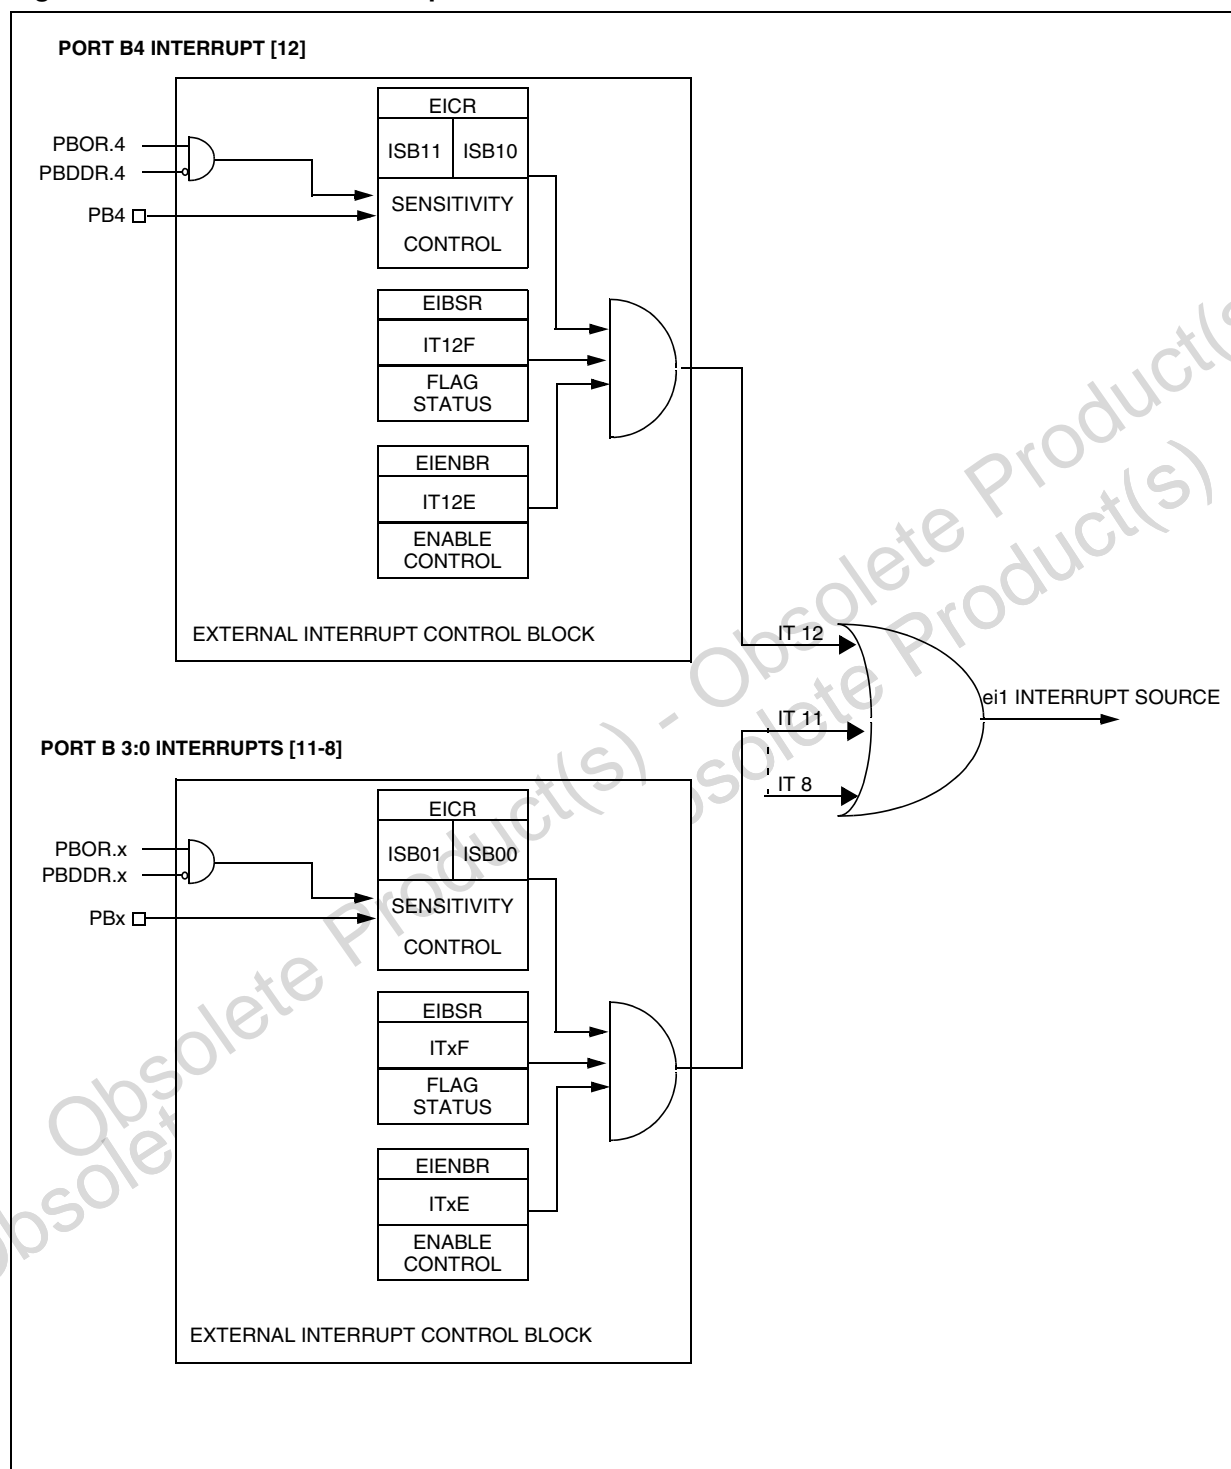 PORT B4 INTERRUPT [12]
EICR
PBOR.4
ISB11 ISB10
PBDDR.4
SENSITIVITY
PB4
CONTROL
EIBSR
IT12F
FLAG
STATUS
EIENBR
IT12E
ENABLE
CONTROL
EXTERNAL INTERRUPT CONTROL BLOCK
IT 12
ei1 INTERRUPT SOURCE
IT 11
IT 8
PORT B 3:0 INTERRUPTS [11-8]
EICR
PBOR.x
ISB01 ISB00
PBDDR.x
SENSITIVITY
PBx
CONTROL
EIBSR
ITxF
FLAG
STATUS
EIENBR
ITxE
ENABLE
CONTROL
EXTERNAL INTERRUPT CONTROL BLOCK
Obsolete Product(s) - Obsolete Product(s
Obsolete Product(s)